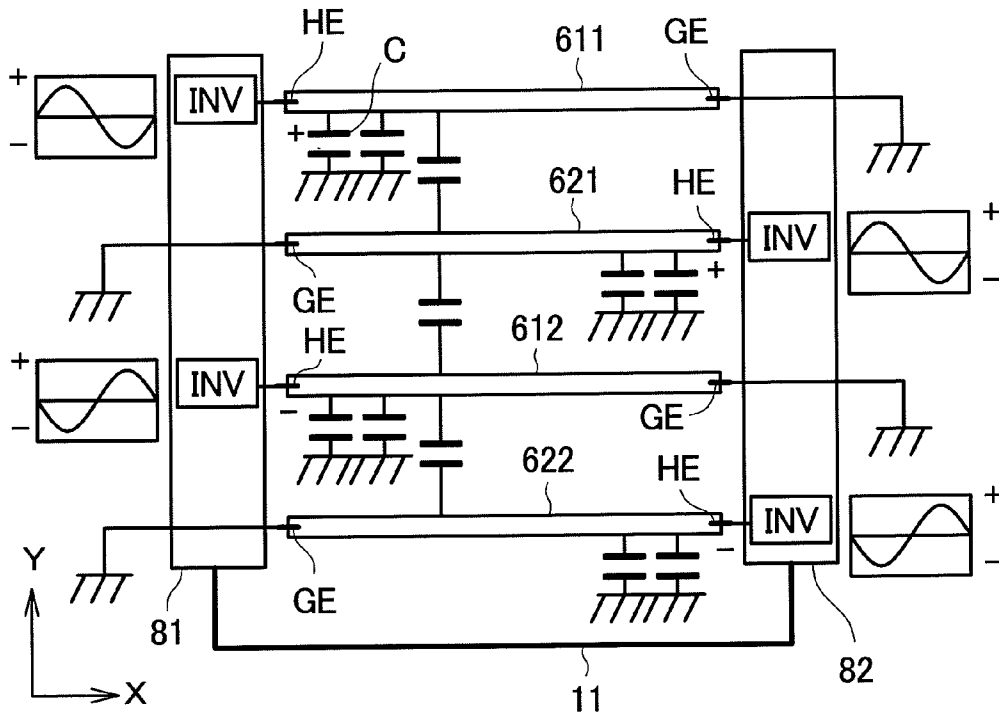 HE
C
611
GE
+
−
INV
+
621
HE
INV
+
−
+
GE
HE
612
+
−
INV
−
GE
622
HE
INV
+
−
−
Y
GE
81
82
X
11